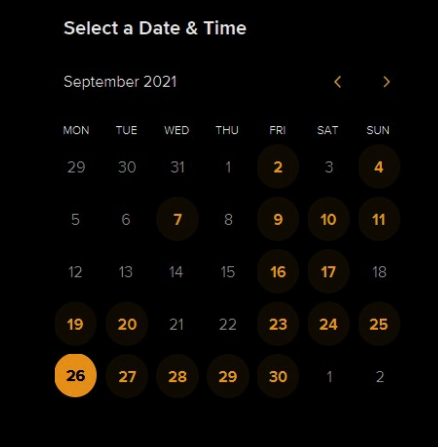 Select a Date & Time
September 2021
MON TUE WED THU FRI SAT SUN
29 30 31 1 2 3 4
5 6 7 8 9 10 11
12 13 14 15 16 17 18
19 20 21 22 23 24 25
26 27 28 29 30 1 2